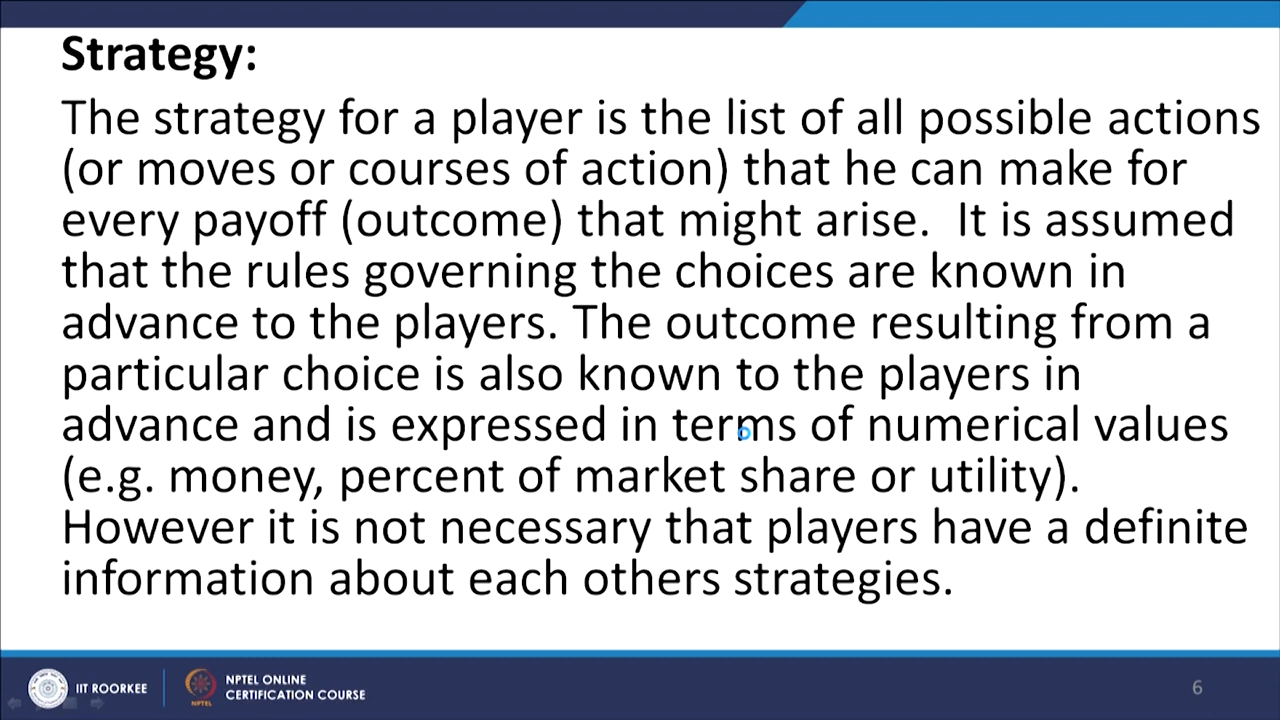 Strategy:
The strategy for a player is the list of all possible actions
(or moves or courses of action) that he can make for
every payoff (outcome) that might arise.  It is assumed
that the rules governing the choices are known in
advance to the players. The outcome resulting from a
particular choice is also known to the players in
advance and is expressed in terms of numerical values
(e.g. money, percent of market share or utility).
However it is not necessary that players have a definite
information about each others strategies.
IIT ROORKEE
NPTEL ONLINE
CERTIFICATION COURSE
NPTEL
6